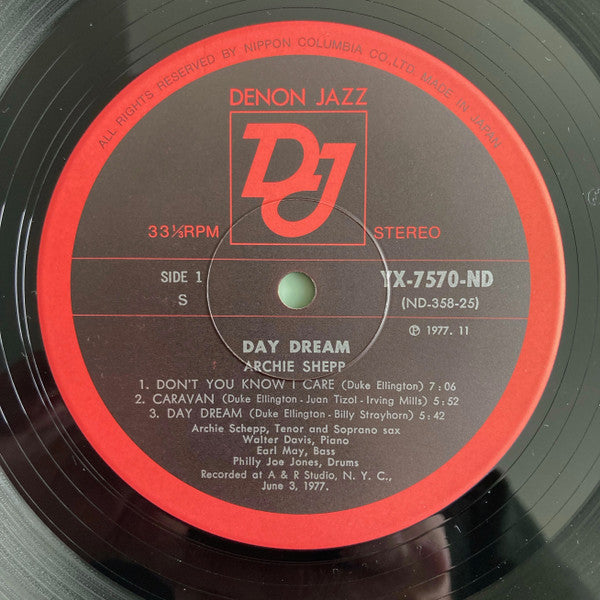 ALL RIGHTS RESERVED BY NIPPON COLUMBIA CO., LTD. MADE IN JAPAN
DENON JAZZ
DJ
33⅓RPM STEREO
SIDE 1 YX-7570-ND
S (ND-358-25)
Ⓟ 1977. 11
DAY DREAM
ARCHIE SHEPP
1. DON'T YOU KNOW I CARE (Duke Ellington) 7:06
2. CARAVAN (Duke Ellington - Juan Tizol - Irving Mills) 5:52
3. DAY DREAM (Duke Ellington - Billy Strayhorn) 5:42
Archie Schepp, Tenor and Soprano sax
Walter Davis, Piano
Earl May, Bass
Philly Joe Jones, Drums
Recorded at A & R Studio, N. Y. C.,
June 3, 1977.